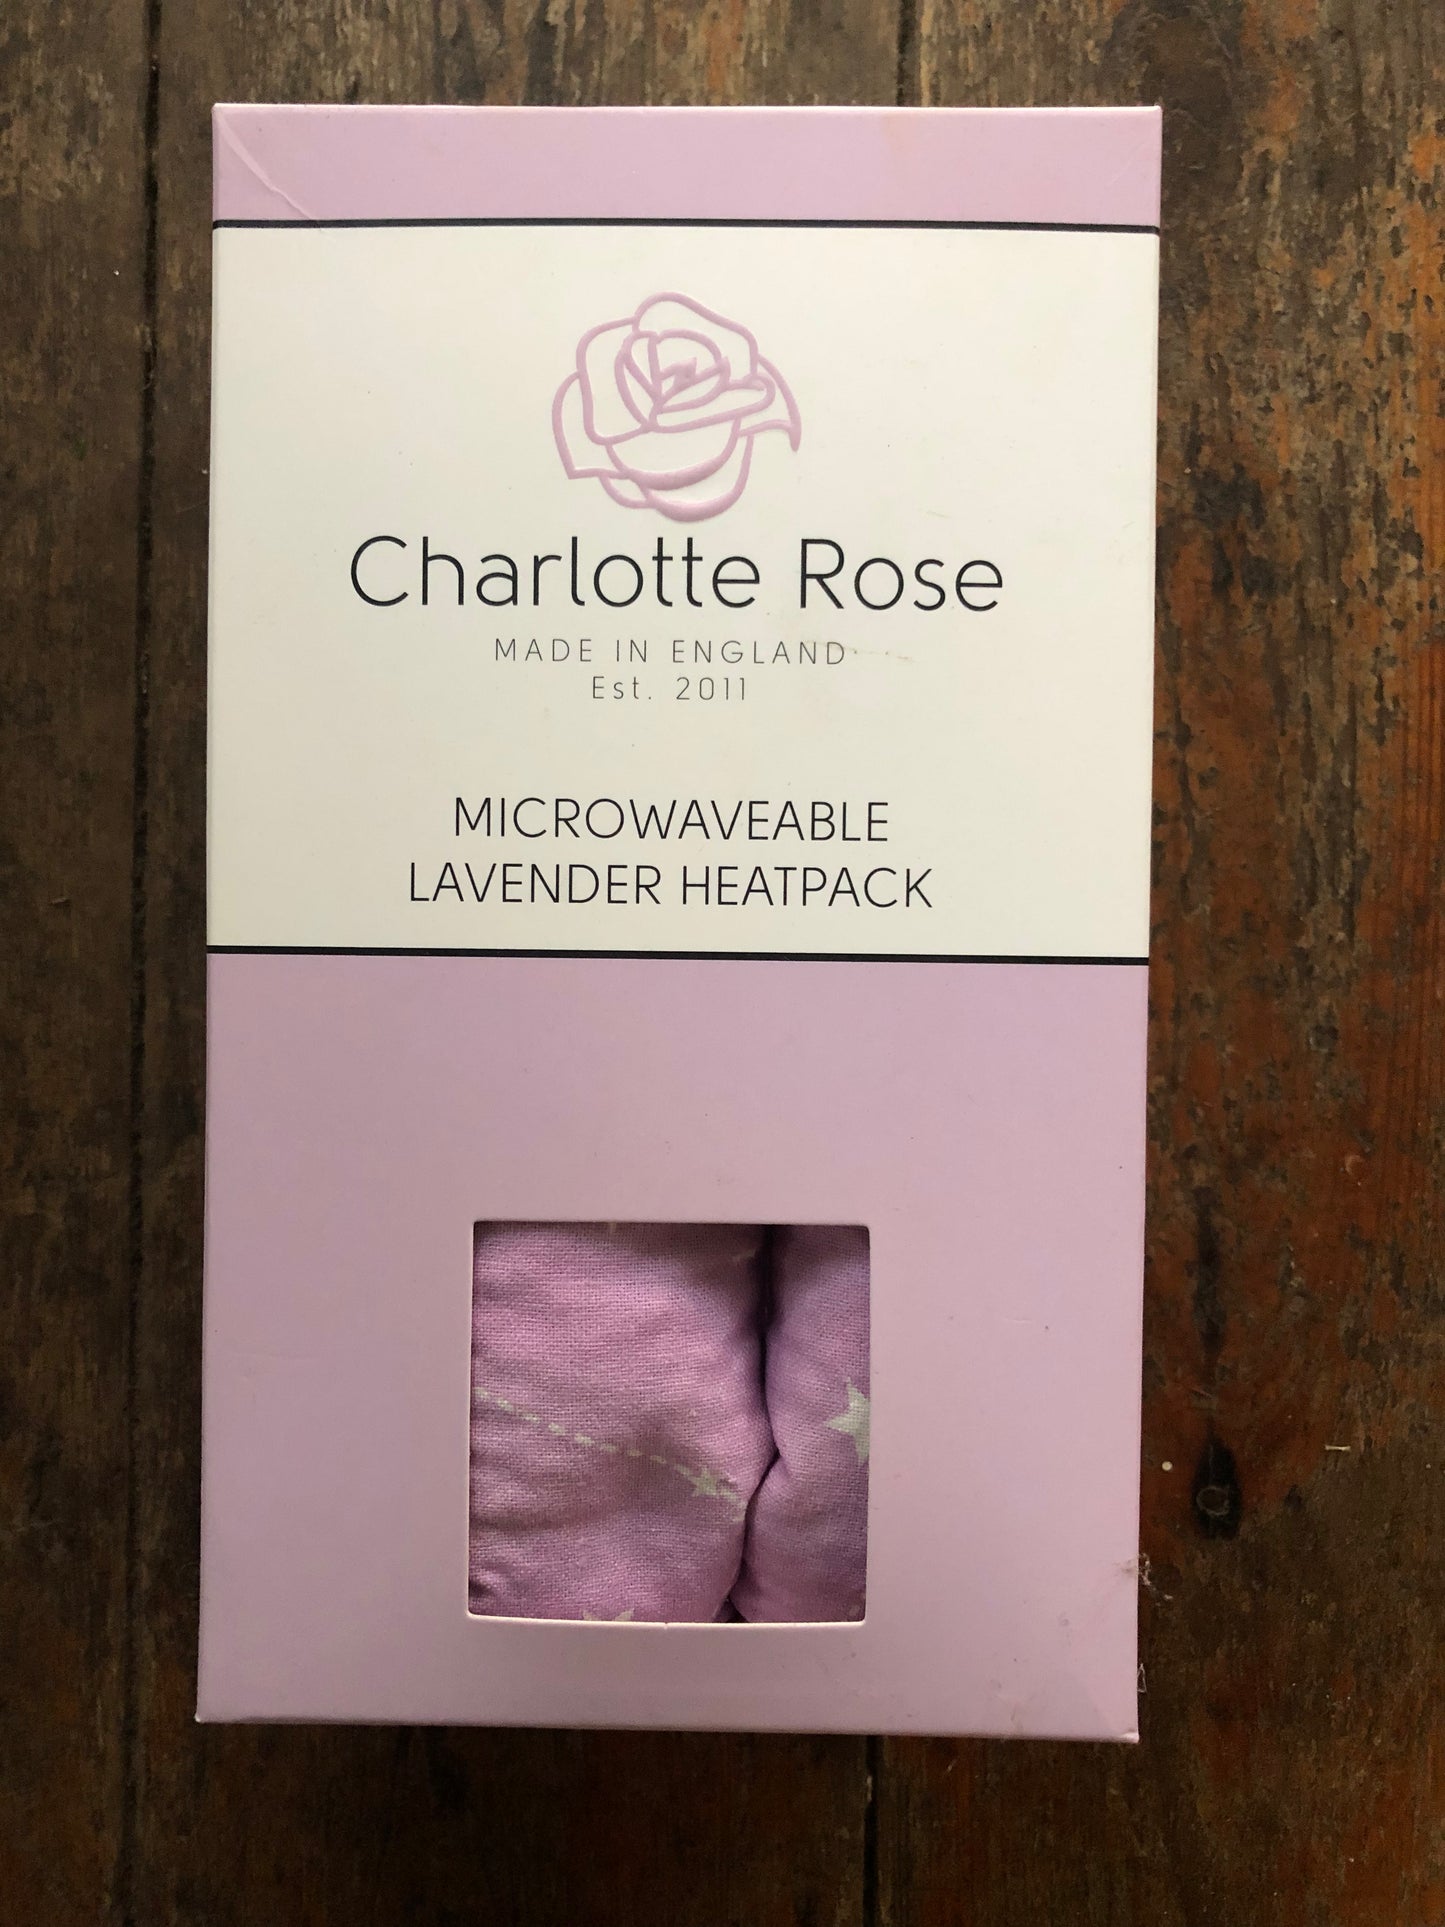 Charlotte Rose
MADE IN ENGLAND
Est. 2011
MICROWAVEABLE
LAVENDER HEATPACK